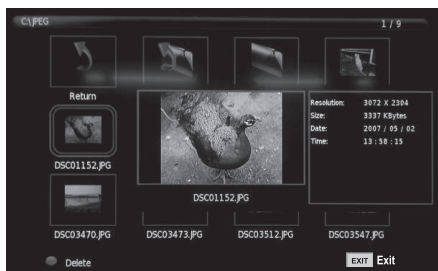 C:\JPEG
1 / 9
Return
Resolution: 3072 X 2304
Size: 3337 KBytes
Date: 2007 / 05 / 02
Time: 13 : 58 : 15
DSC01152.JPG
DSC01152.JPG
DSC03470.JPG DSC03473.JPG DSC03512.JPG DSC03547.JPG
Delete
EXIT Exit